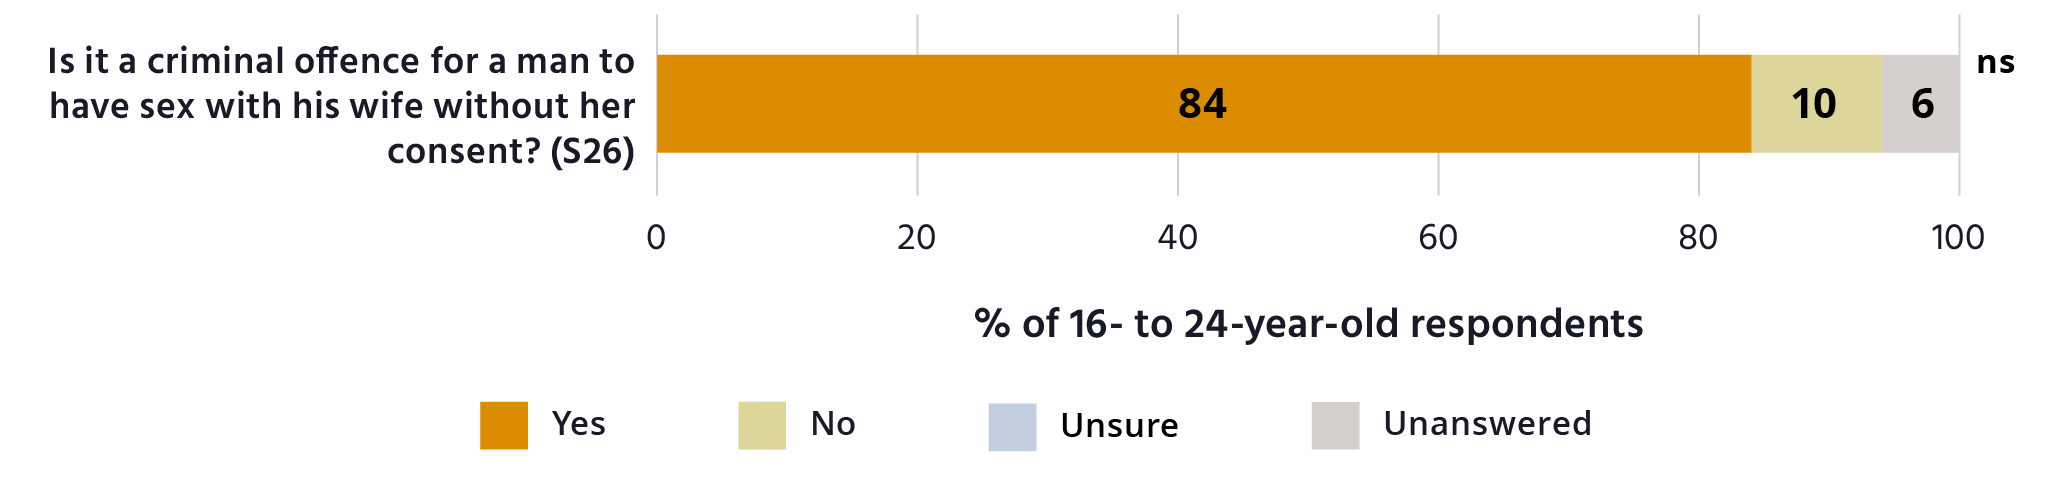 Is it a criminal offence for a man to
have sex with his wife without her
consent? (S26)
84
10
6
ns
0
20
40
60
80
100
% of 16- to 24-year-old respondents
Yes
No
Unsure
Unanswered